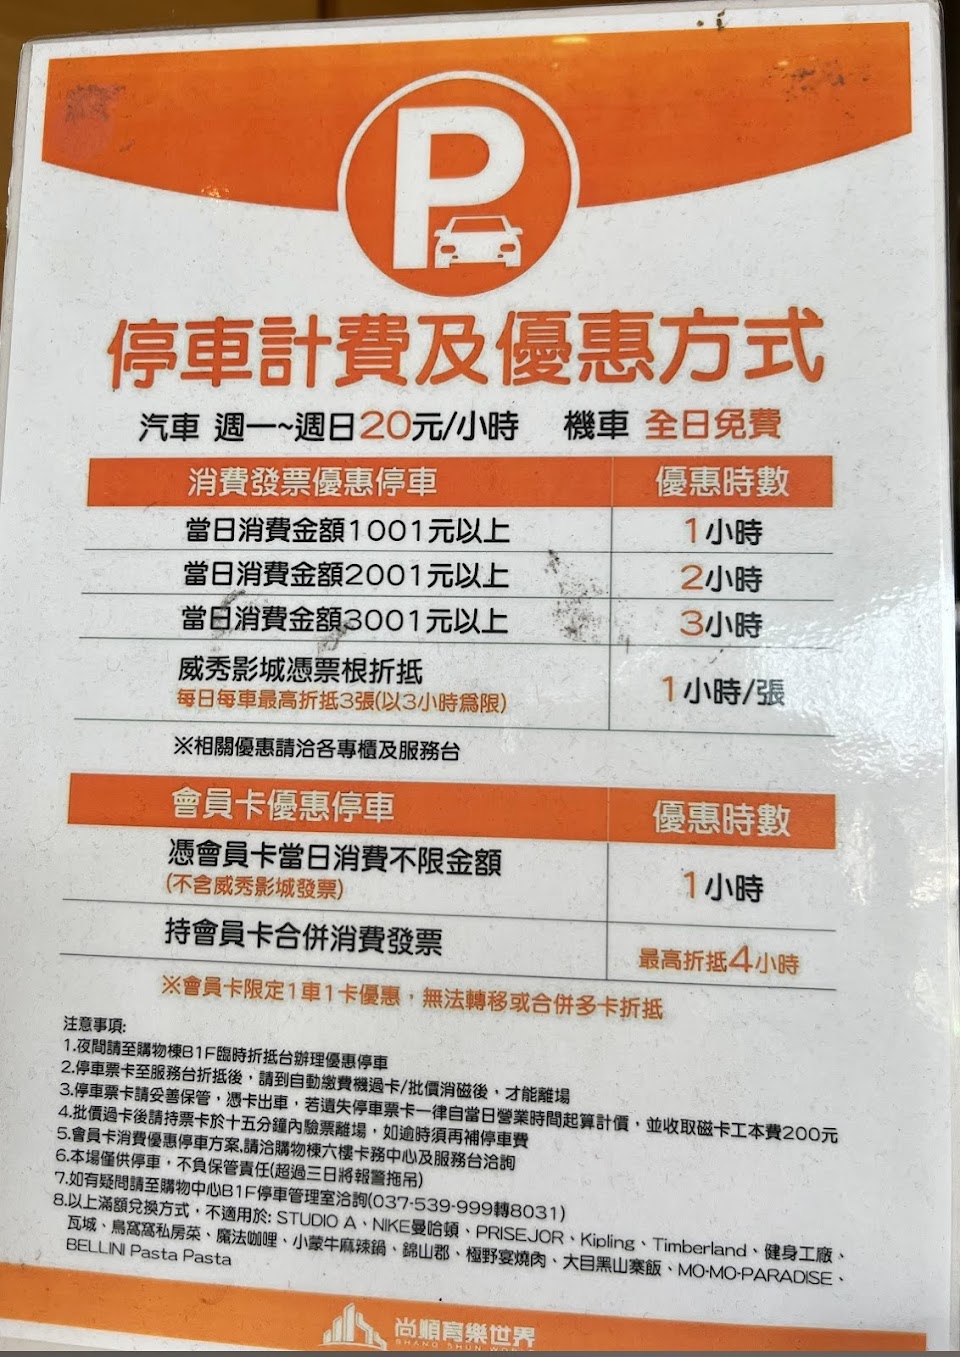 P
停車計費及優惠方式
汽車 週一~週日20元/小時 機車 全日免費
消費發票優惠停車 優惠時數
當日消費金額1001元以上 1小時
當日消費金額2001元以上 2小時
當日消費金額3001元以上 3小時
威秀影城憑票根折抵
每日每車最高折抵3張(以3小時為限)
1小時/張
※相關優惠請洽各專櫃及服務台
會員卡優惠停車 優惠時數
憑會員卡當日消費不限金額
(不含威秀影城發票)
1小時
持會員卡合併消費發票 最高折抵4小時
※會員卡限定1車1卡優惠，無法轉移或合併多卡折抵
注意事項:
1.夜間請至購物棟B1F臨時折抵台辦理優惠停車
2.停車票卡至服務台折抵後，請到自動繳費機過卡/批價消磁後，才能離場
3.停車票卡請妥善保管，憑卡出車，若遺失停車票卡一律自當日營業時間起算計價，並收取磁卡工本費200元
4.批價過卡後請持票卡於十五分鐘內驗票離場，如逾時須再補停車費
5.會員卡消費優惠停車方案,請洽購物棟六樓卡務中心及服務台洽詢
6.本場僅供停車，不負保管責任(超過三日將報警拖吊)
7.如有疑問請至購物中心B1F停車管理室洽詢(037-539-999轉8031)
8.以上滿額兌換方式，不適用於: STUDIO A、NIKE曼哈頓、PRISEJOR、Kipling、Timberland、健身工廠、
瓦城、鳥窩窩私房菜、魔法咖哩、小蒙牛麻辣鍋、錦山郡、極野宴燒肉、大目黑山寨飯、MO-MO-PARADISE、
BELLINI Pasta Pasta
尚順育樂世界
SHANG SHUN WORLD